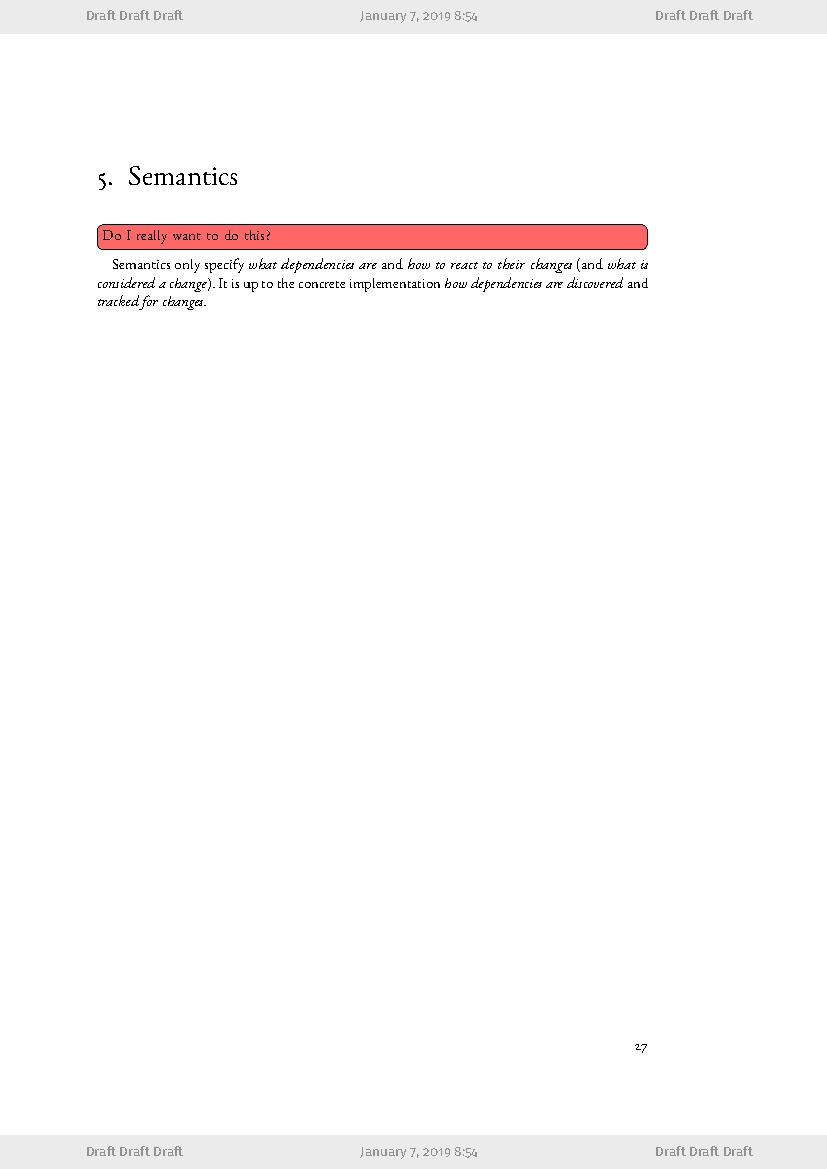 Draft Draft Draft January 7, 2019 8:54 Draft Draft Draft
5. Semantics
Do I really want to do this?
Semantics only specify what dependencies are and how to react to their changes (and what is
considered a change). It is up to the concrete implementation how dependencies are discovered and
tracked for changes.
27
Draft Draft Draft January 7, 2019 8:54 Draft Draft Draft